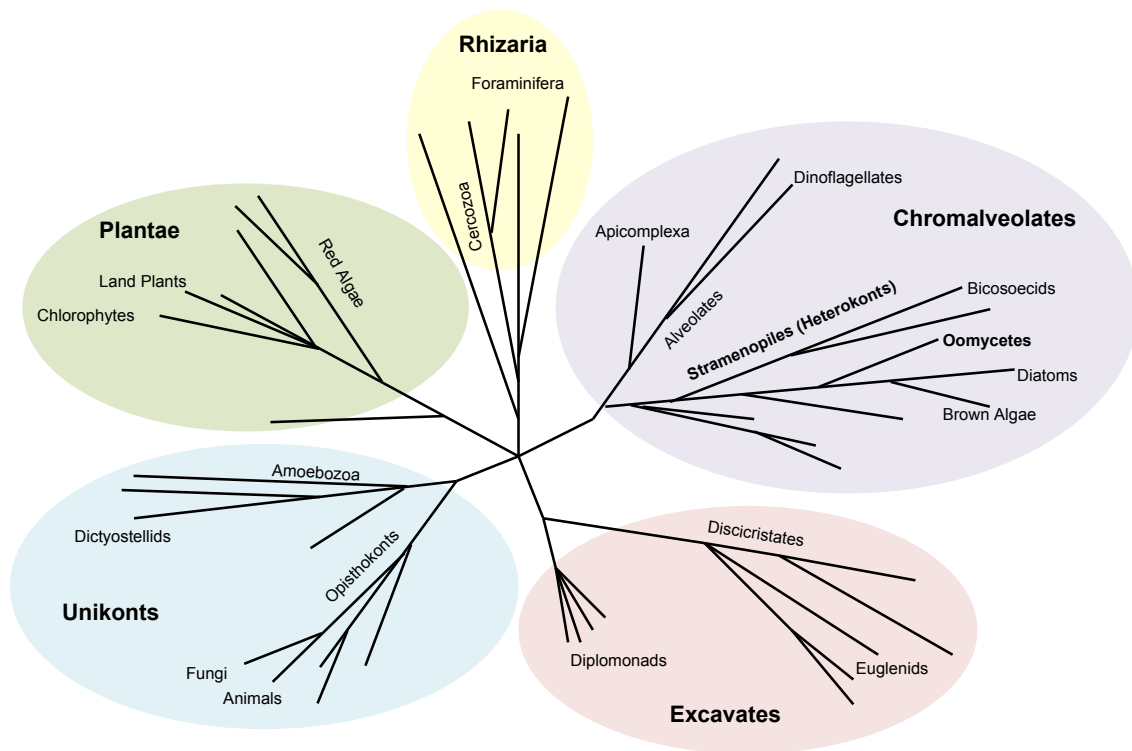 Rhizaria
Foraminifera
Cercozoa
Plantae
Red Algae
Land Plants
Chlorophytes
Chromalveolates
Dinoflagellates
Apicomplexa
Alveolates
Bicosoecids
Stramenopiles (Heterokonts)
Oomycetes
Diatoms
Brown Algae
Amoebozoa
Dictyostellids
Opisthokonts
Unikonts
Fungi
Animals
Discicristates
Diplomonads
Euglenids
Excavates